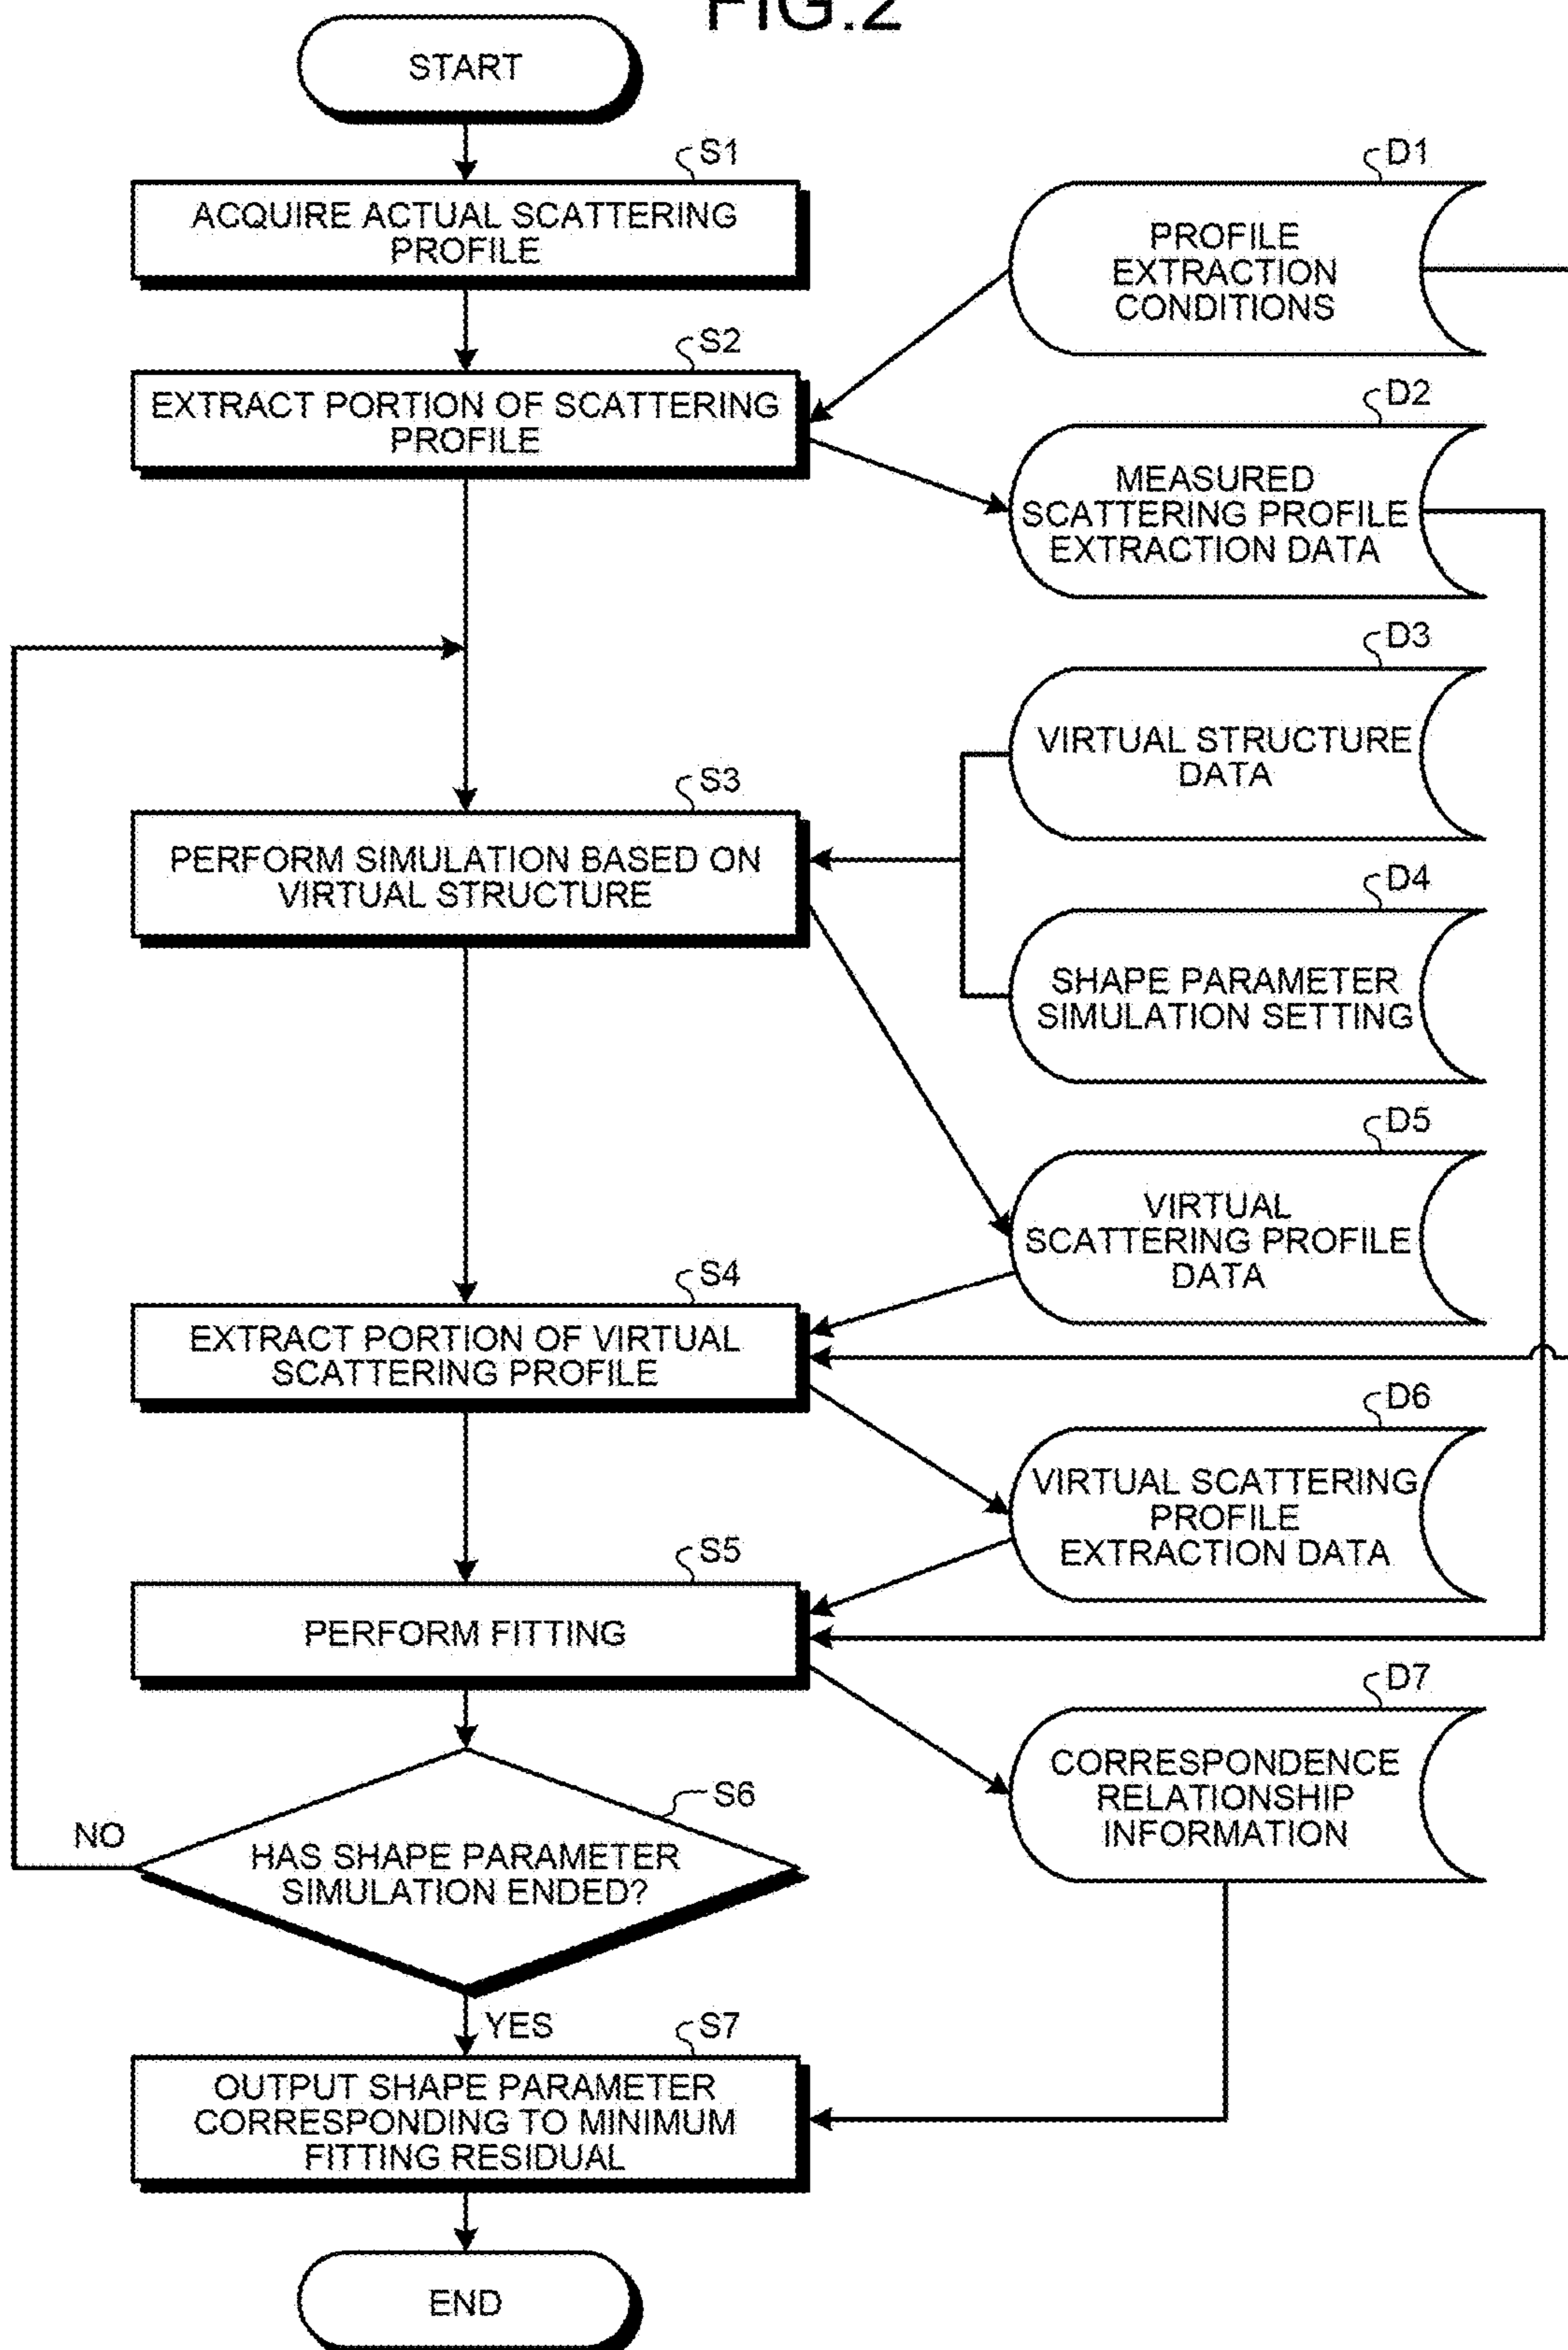 FIG.2
START
S1
ACQUIRE ACTUAL SCATTERING
PROFILE
D1
PROFILE
EXTRACTION
CONDITIONS
S2
EXTRACT PORTION OF SCATTERING
PROFILE
D2
MEASURED
SCATTERING PROFILE
EXTRACTION DATA
D3
VIRTUAL STRUCTURE
DATA
S3
PERFORM SIMULATION BASED ON
VIRTUAL STRUCTURE
D4
SHAPE PARAMETER
SIMULATION SETTING
D5
VIRTUAL
SCATTERING PROFILE
DATA
S4
EXTRACT PORTION OF VIRTUAL
SCATTERING PROFILE
D6
VIRTUAL SCATTERING
PROFILE
EXTRACTION DATA
S5
PERFORM FITTING
D7
CORRESPONDENCE
RELATIONSHIP
INFORMATION
S6
NO
HAS SHAPE PARAMETER
SIMULATION ENDED?
YES
S7
OUTPUT SHAPE PARAMETER
CORRESPONDING TO MINIMUM
FITTING RESIDUAL
END